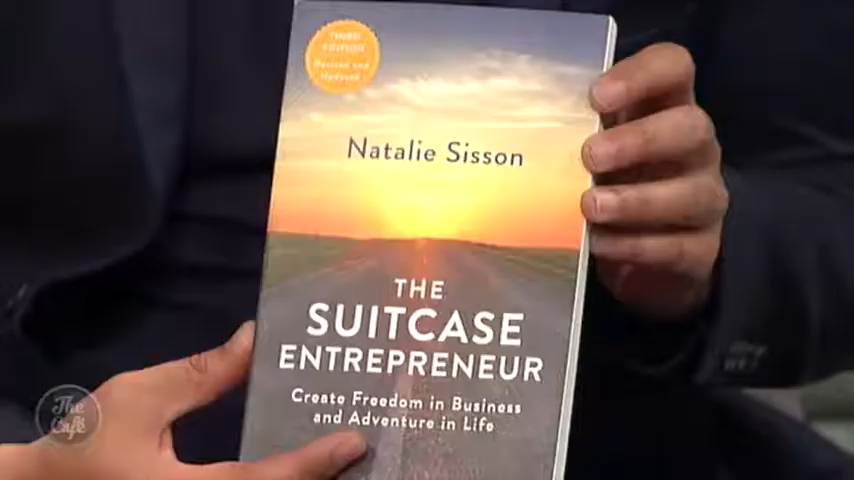 THIRD
EDITION
Revised and
Updated
Natalie Sisson
THE
SUITCASE
ENTREPRENEUR
Create Freedom in Business
and Adventure in Life
The
Café